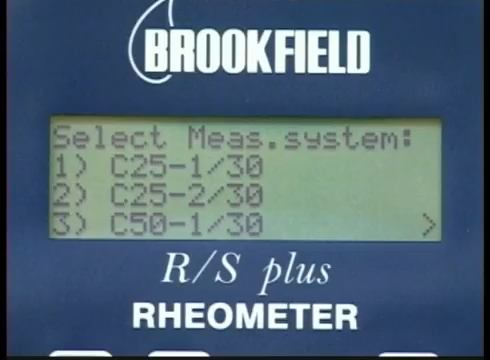 BROOKFIELD
Select Meas.system:
1) C25-1/30
2) C25-2/30
3) C50-1/30 >
R/S plus
RHEOMETER